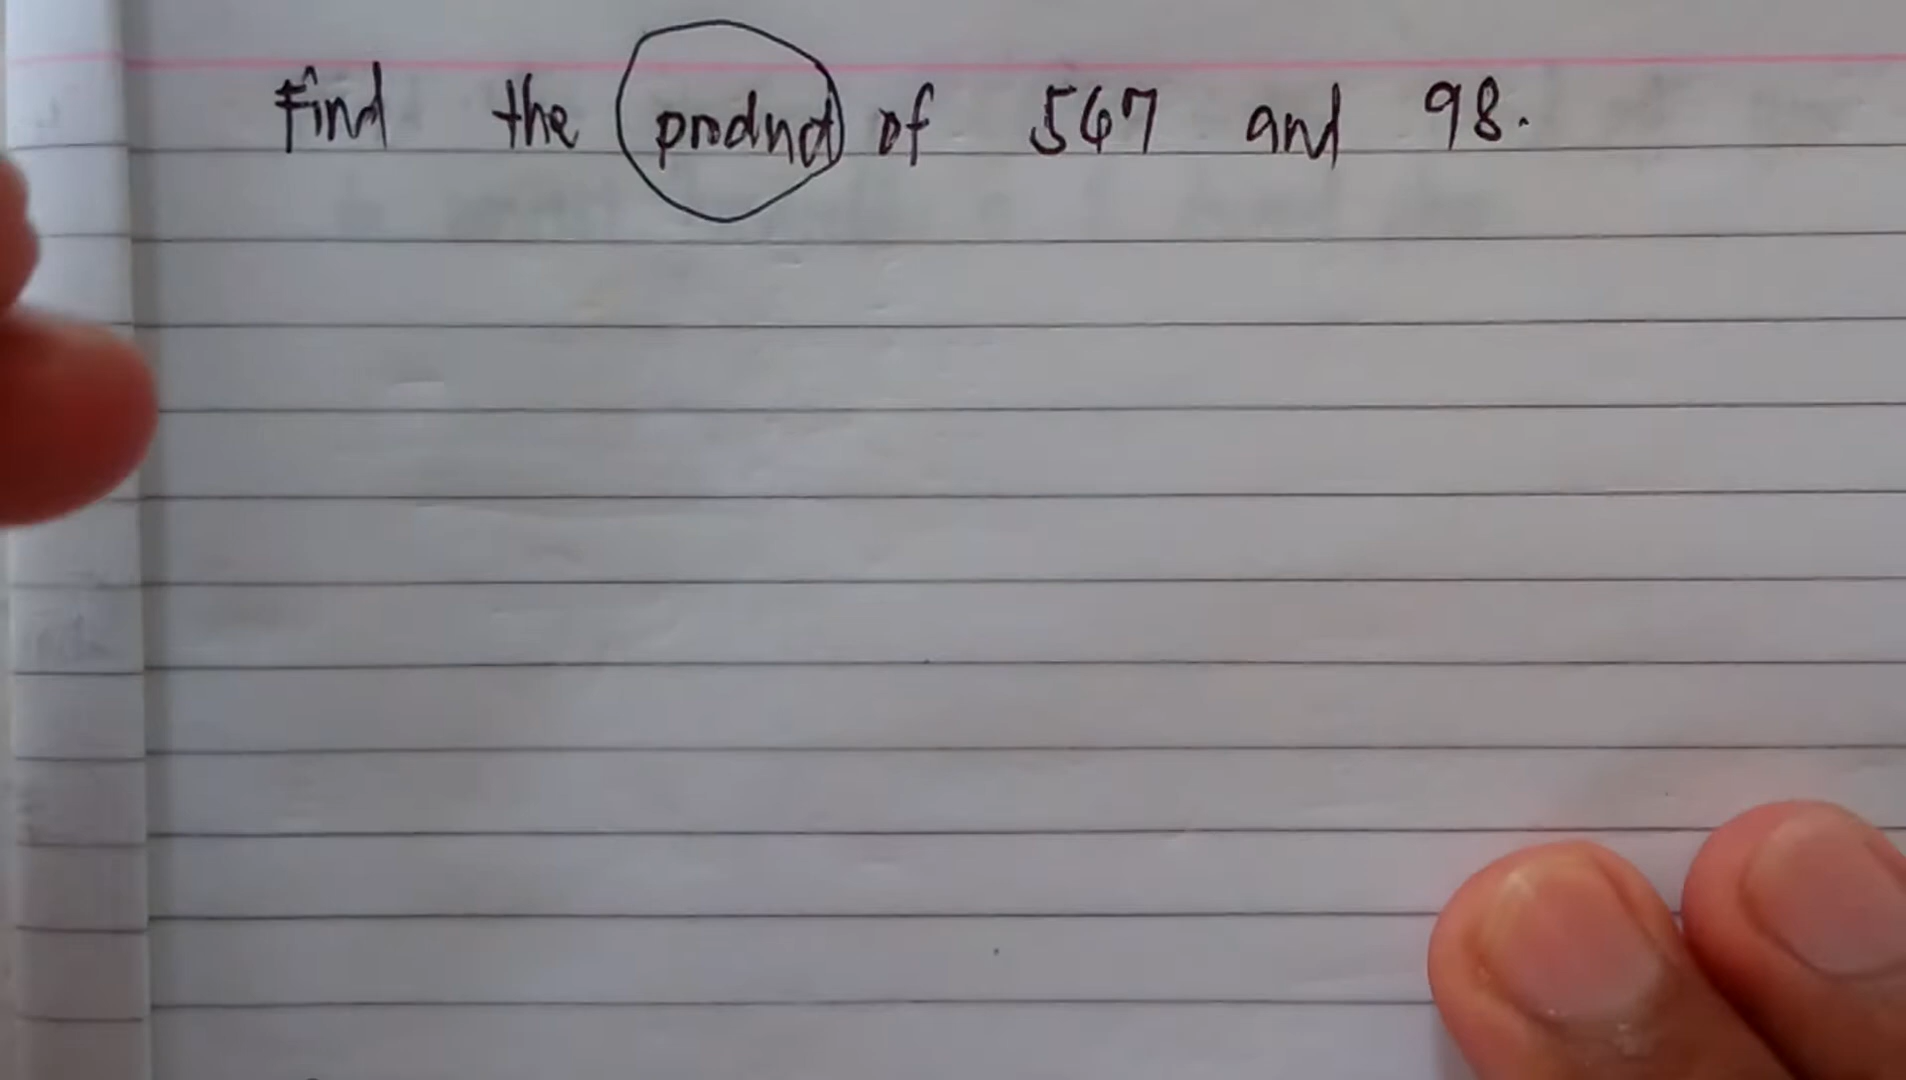 Find the product of 567 and 98.